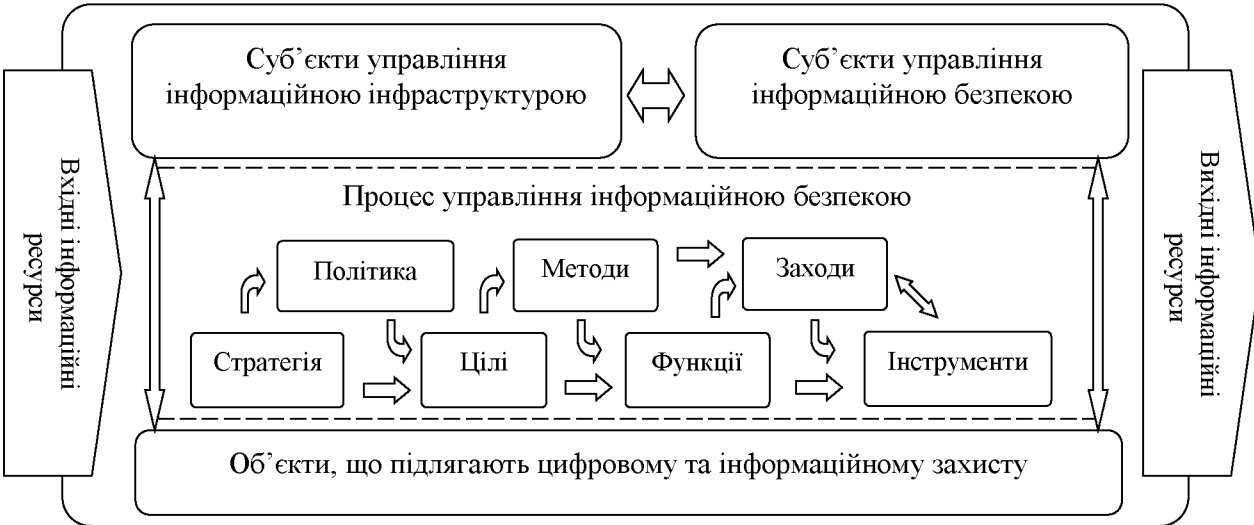 Суб’єкти управління
інформаційною інфраструктурою
Суб’єкти управління
інформаційною безпекою
Вхідні інформаційні
ресурси
Процес управління інформаційною безпекою
Політика
Методи
Заходи
Стратегія
Цілі
Функції
Інструменти
Вихідні інформаційні
ресурси
Об’єкти, що підлягають цифровому та інформаційному захисту